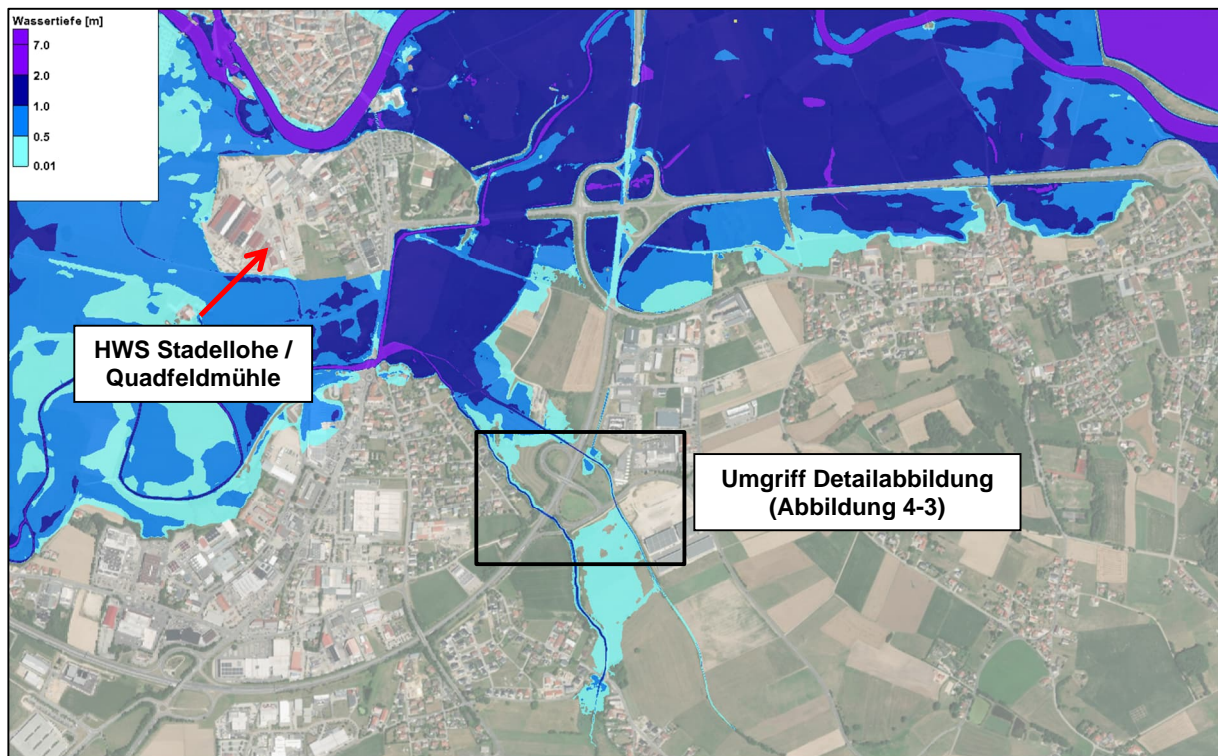 Wassertiefe [m]
7.0
2.0
1.0
0.5
0.01
HWS Stadellohe /
Quadfeldmühle
Umgriff Detailabbildung
(Abbildung 4-3)